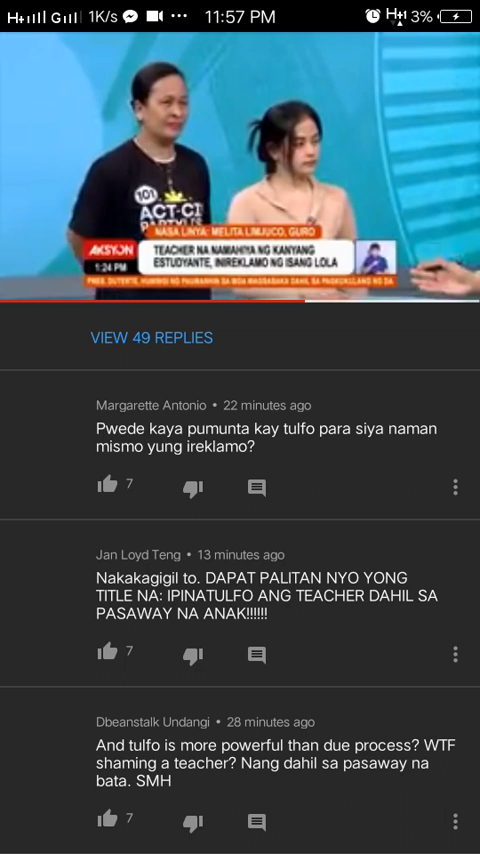 1K/s
11:57 PM
H+
3%
101
ACT-CI
PARTYLIS
NASA LINYA: MELITA LIMJUCO, GURO
AKSYON
1:24 PM
TEACHER NA NAMAHIYA NG KANYANG
ESTUDYANTE, INIREKLAMO NG ISANG LOLA
PRES. DUTERTE, HUMINGI NG PAUMANHIN SA MGA MAGSASAKA DAHIL SA PAGKUKULANG NG DA
VIEW 49 REPLIES
Margarette Antonio • 22 minutes ago
Pwede kaya pumunta kay tulfo para siya naman
mismo yung ireklamo?
7
Jan Loyd Teng • 13 minutes ago
Nakakagigil to. DAPAT PALITAN NYO YONG
TITLE NA: IPINATULFO ANG TEACHER DAHIL SA
PASAWAY NA ANAK!!!!!!
7
Dbeanstalk Undangi • 28 minutes ago
And tulfo is more powerful than due process? WTF
shaming a teacher? Nang dahil sa pasaway na
bata. SMH
7